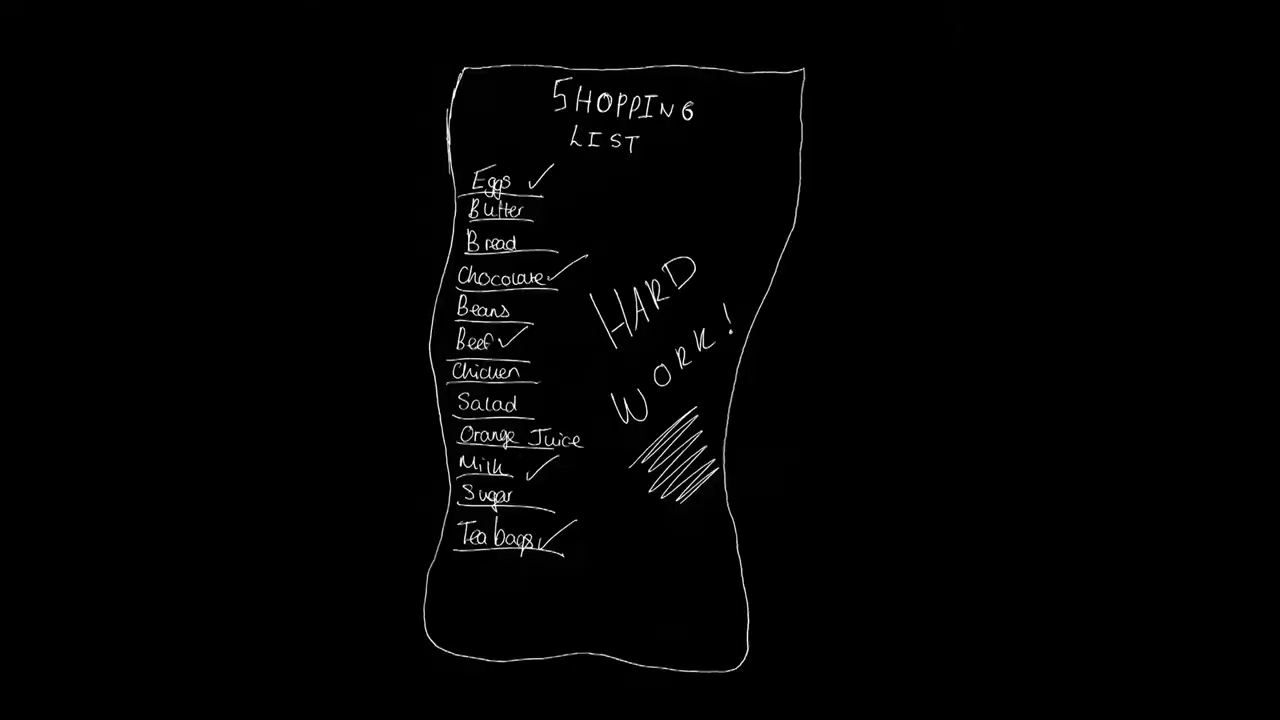 SHOPPING
LIST
Eggs ✓
Butter
Bread
Chocolate ✓
Beans
Beef ✓
Chicken
Salad
Orange Juice
Milk ✓
Sugar
Tea bags ✓
HARD
WORK!